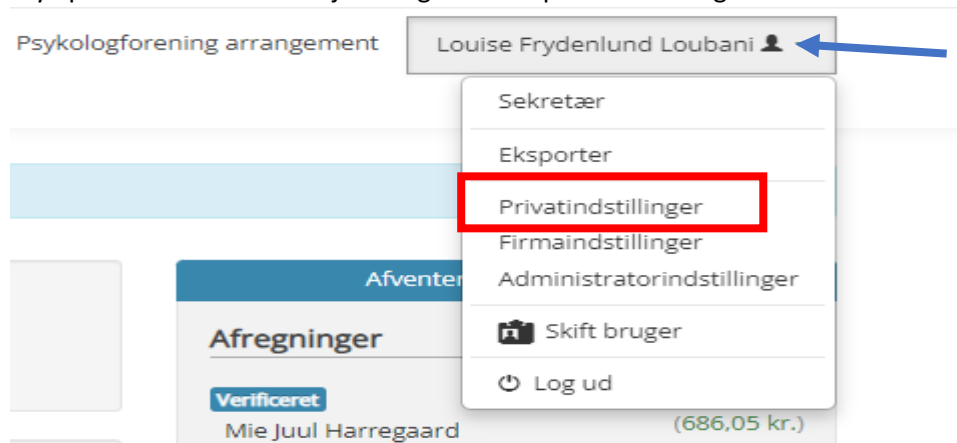 Psykologforening arrangement
Louise Frydenlund Loubani
Sekretær
Eksporter
Privatindstillinger
Firmaindstillinger
Administratorindstillinger
Skift bruger
Log ud
Afventer
Afregninger
Verificeret
Mie Juul Harregaard
(686,05 kr.)